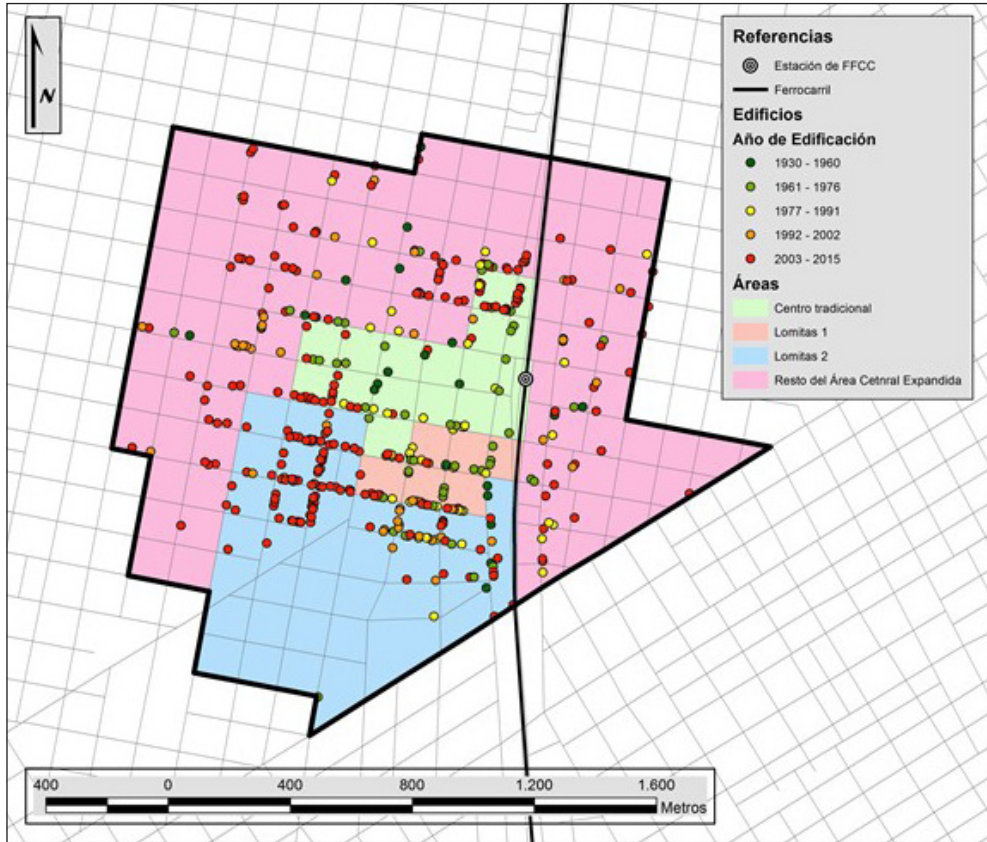 N
Referencias
Estación de FFCC
Ferrocarril
Edificios
Año de Edificación
1930 - 1960
1961 - 1976
1977 - 1991
1992 - 2002
2003 - 2015
Áreas
Centro tradicional
Lomitas 1
Lomitas 2
Resto del Área Cetnral Expandida
400 0 400 800 1.200 1.600
Metros